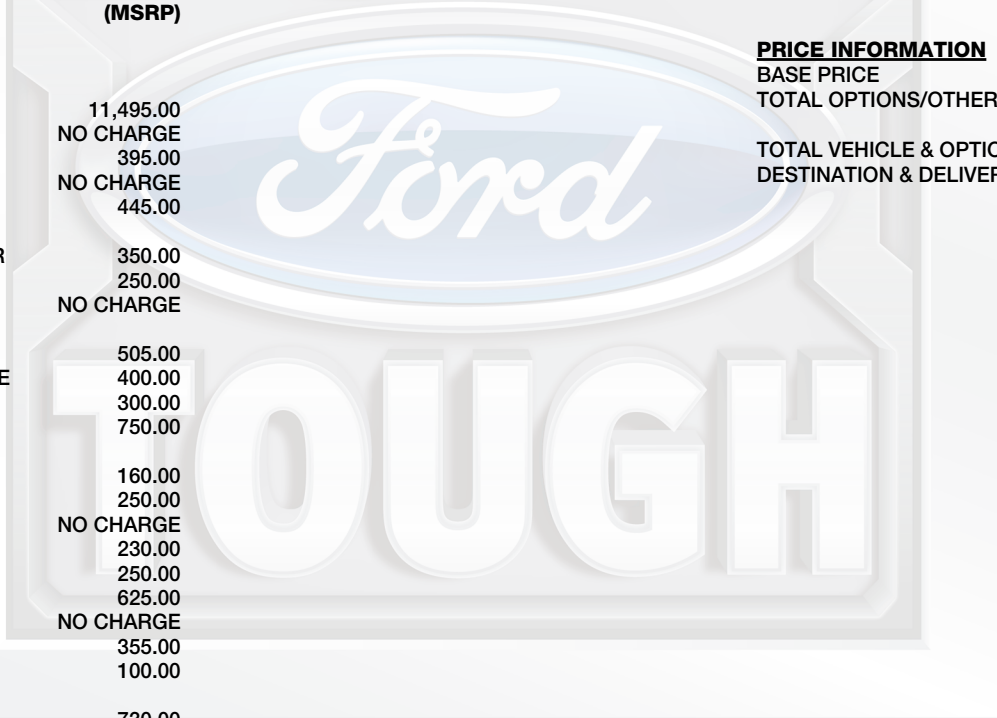 (MSRP)
11,495.00
NO CHARGE
395.00
NO CHARGE
445.00
R 350.00
250.00
NO CHARGE
505.00
E 400.00
300.00
750.00
160.00
250.00
NO CHARGE
230.00
250.00
625.00
NO CHARGE
355.00
100.00
PRICE INFORMATION
BASE PRICE
TOTAL OPTIONS/OTHER
TOTAL VEHICLE & OPTIO
DESTINATION & DELIVER
Ford
TOUGH